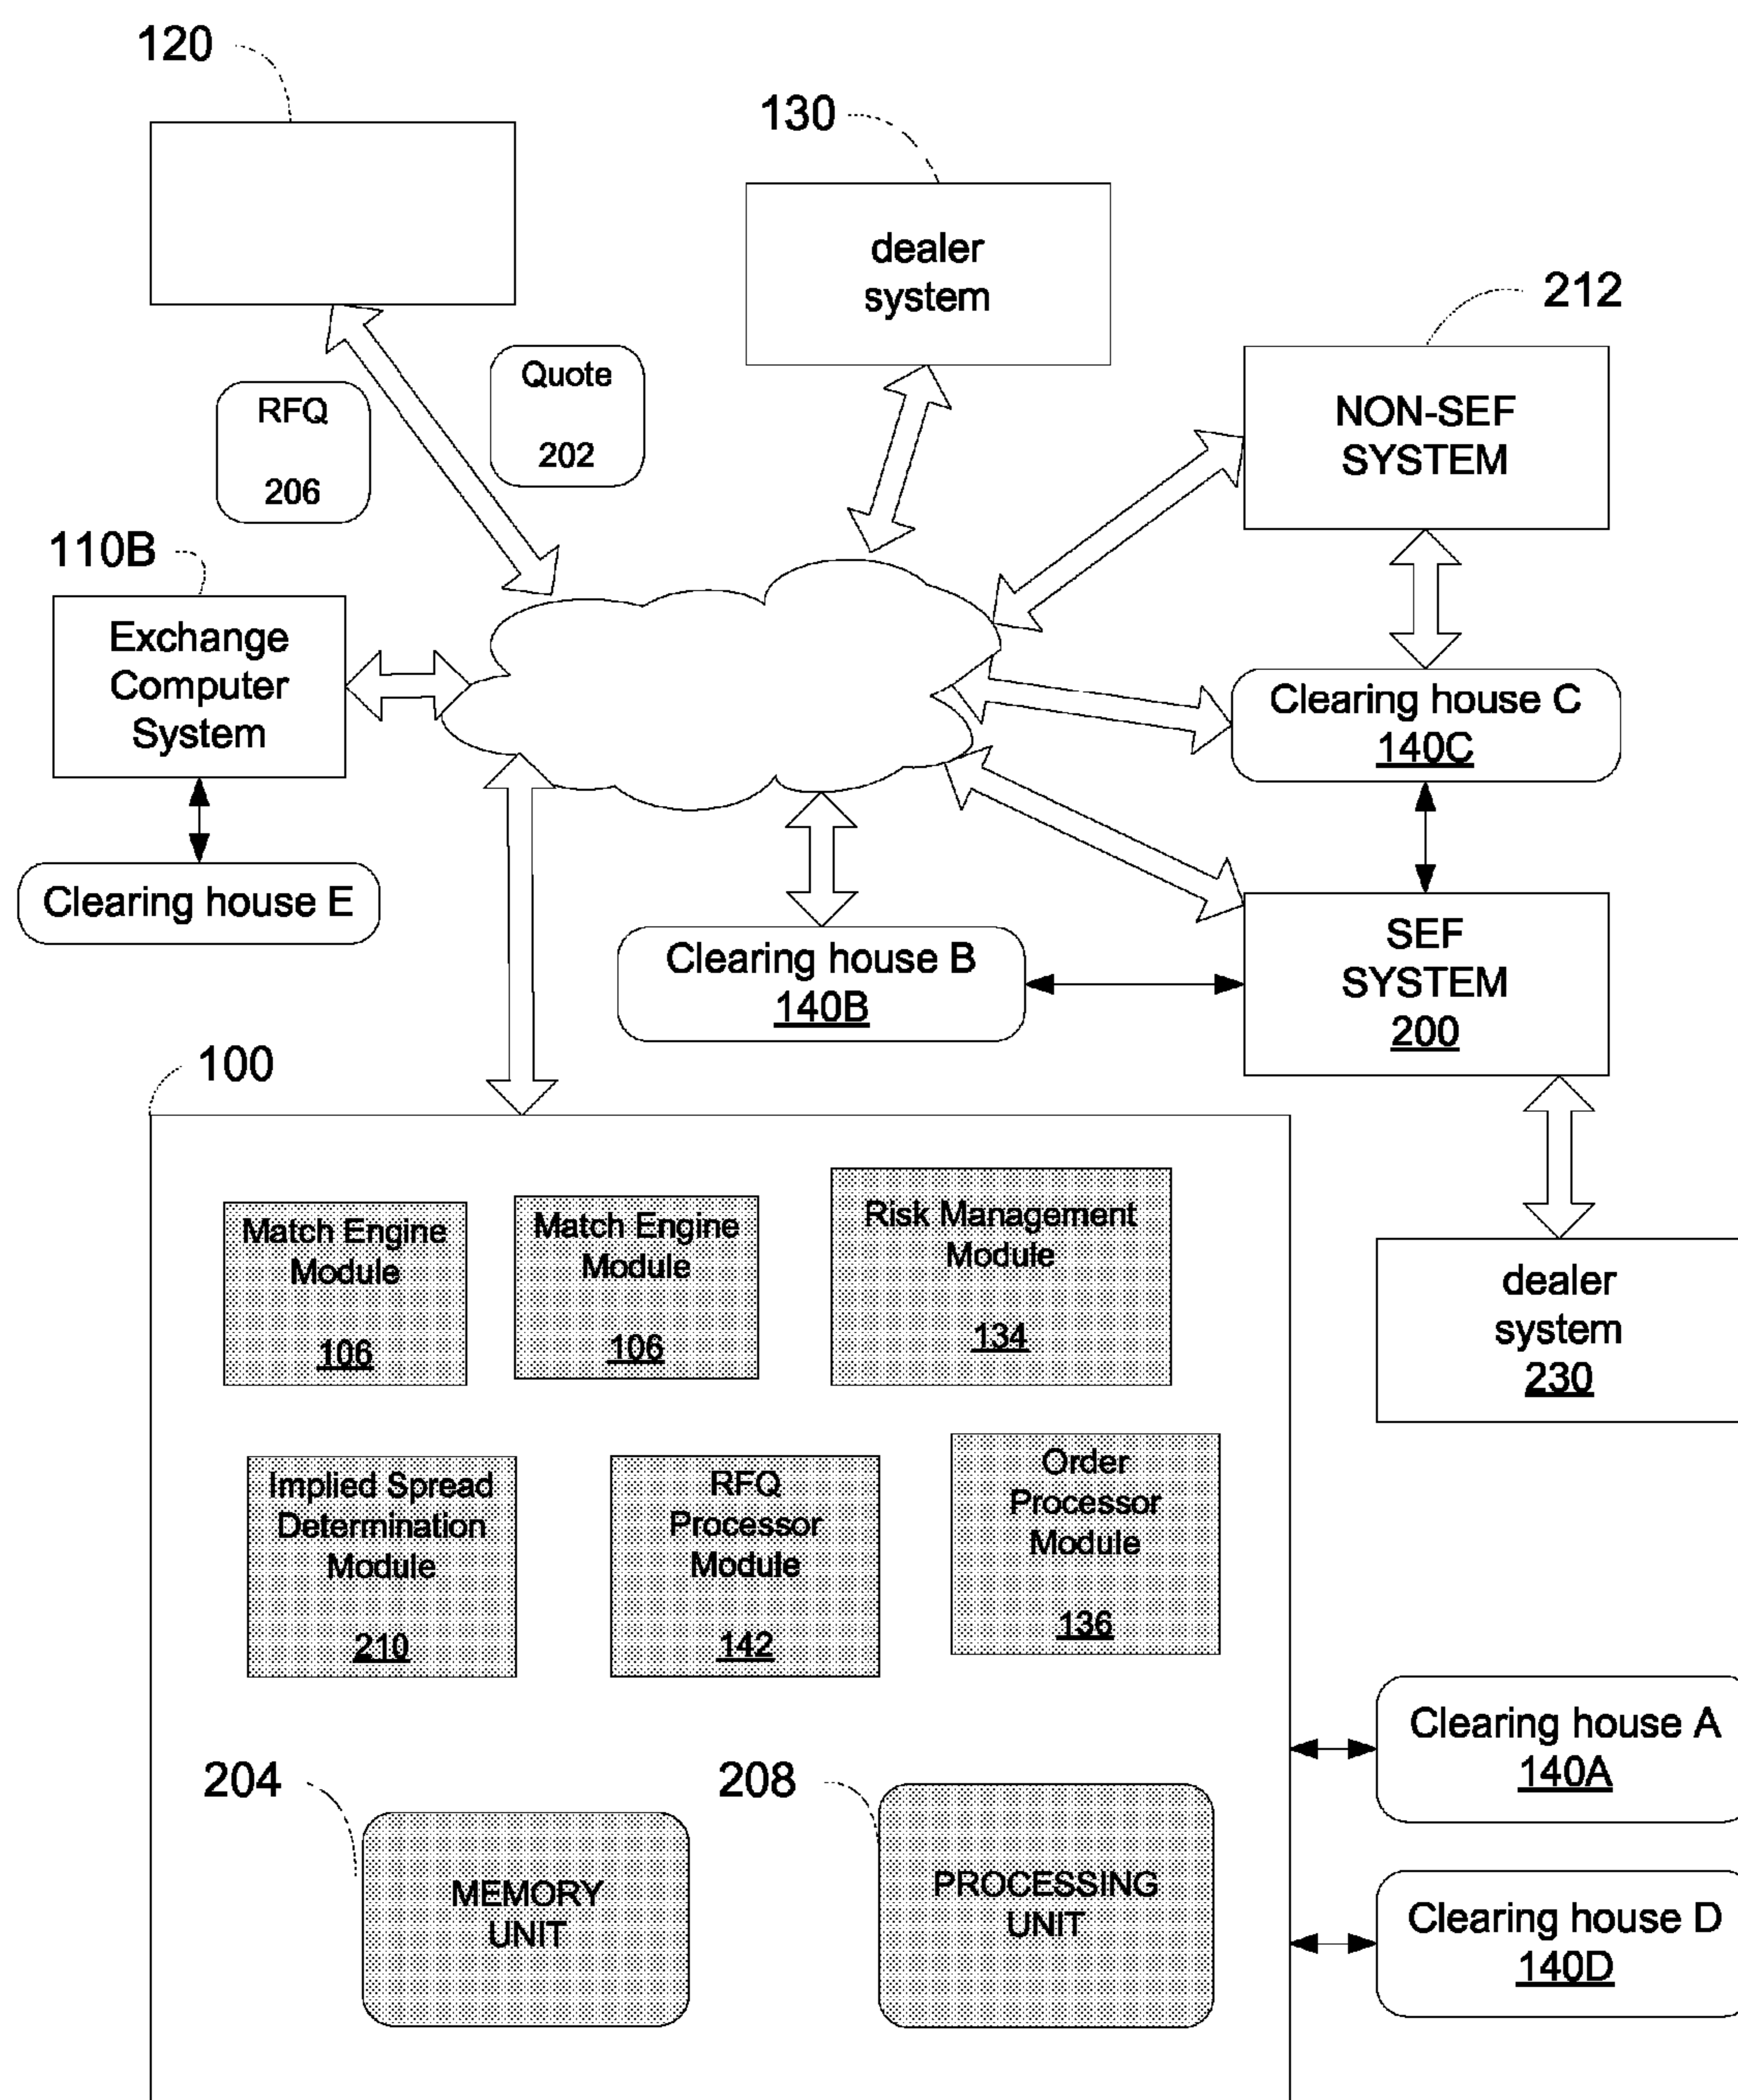 120
130
dealer
system
212
NON-SEF
SYSTEM
Quote
202
RFQ
206
110B
Exchange
Computer
System
Clearing house C
140C
Clearing house E
Clearing house B
140B
SEF
SYSTEM
200
100
Match Engine
Module
106
Match Engine
Module
106
Risk Management
Module
134
dealer
system
230
Implied Spread
Determination
Module
210
RFQ
Processor
Module
142
Order
Processor
Module
136
Clearing house A
140A
204
208
MEMORY
UNIT
PROCESSING
UNIT
Clearing house D
140D